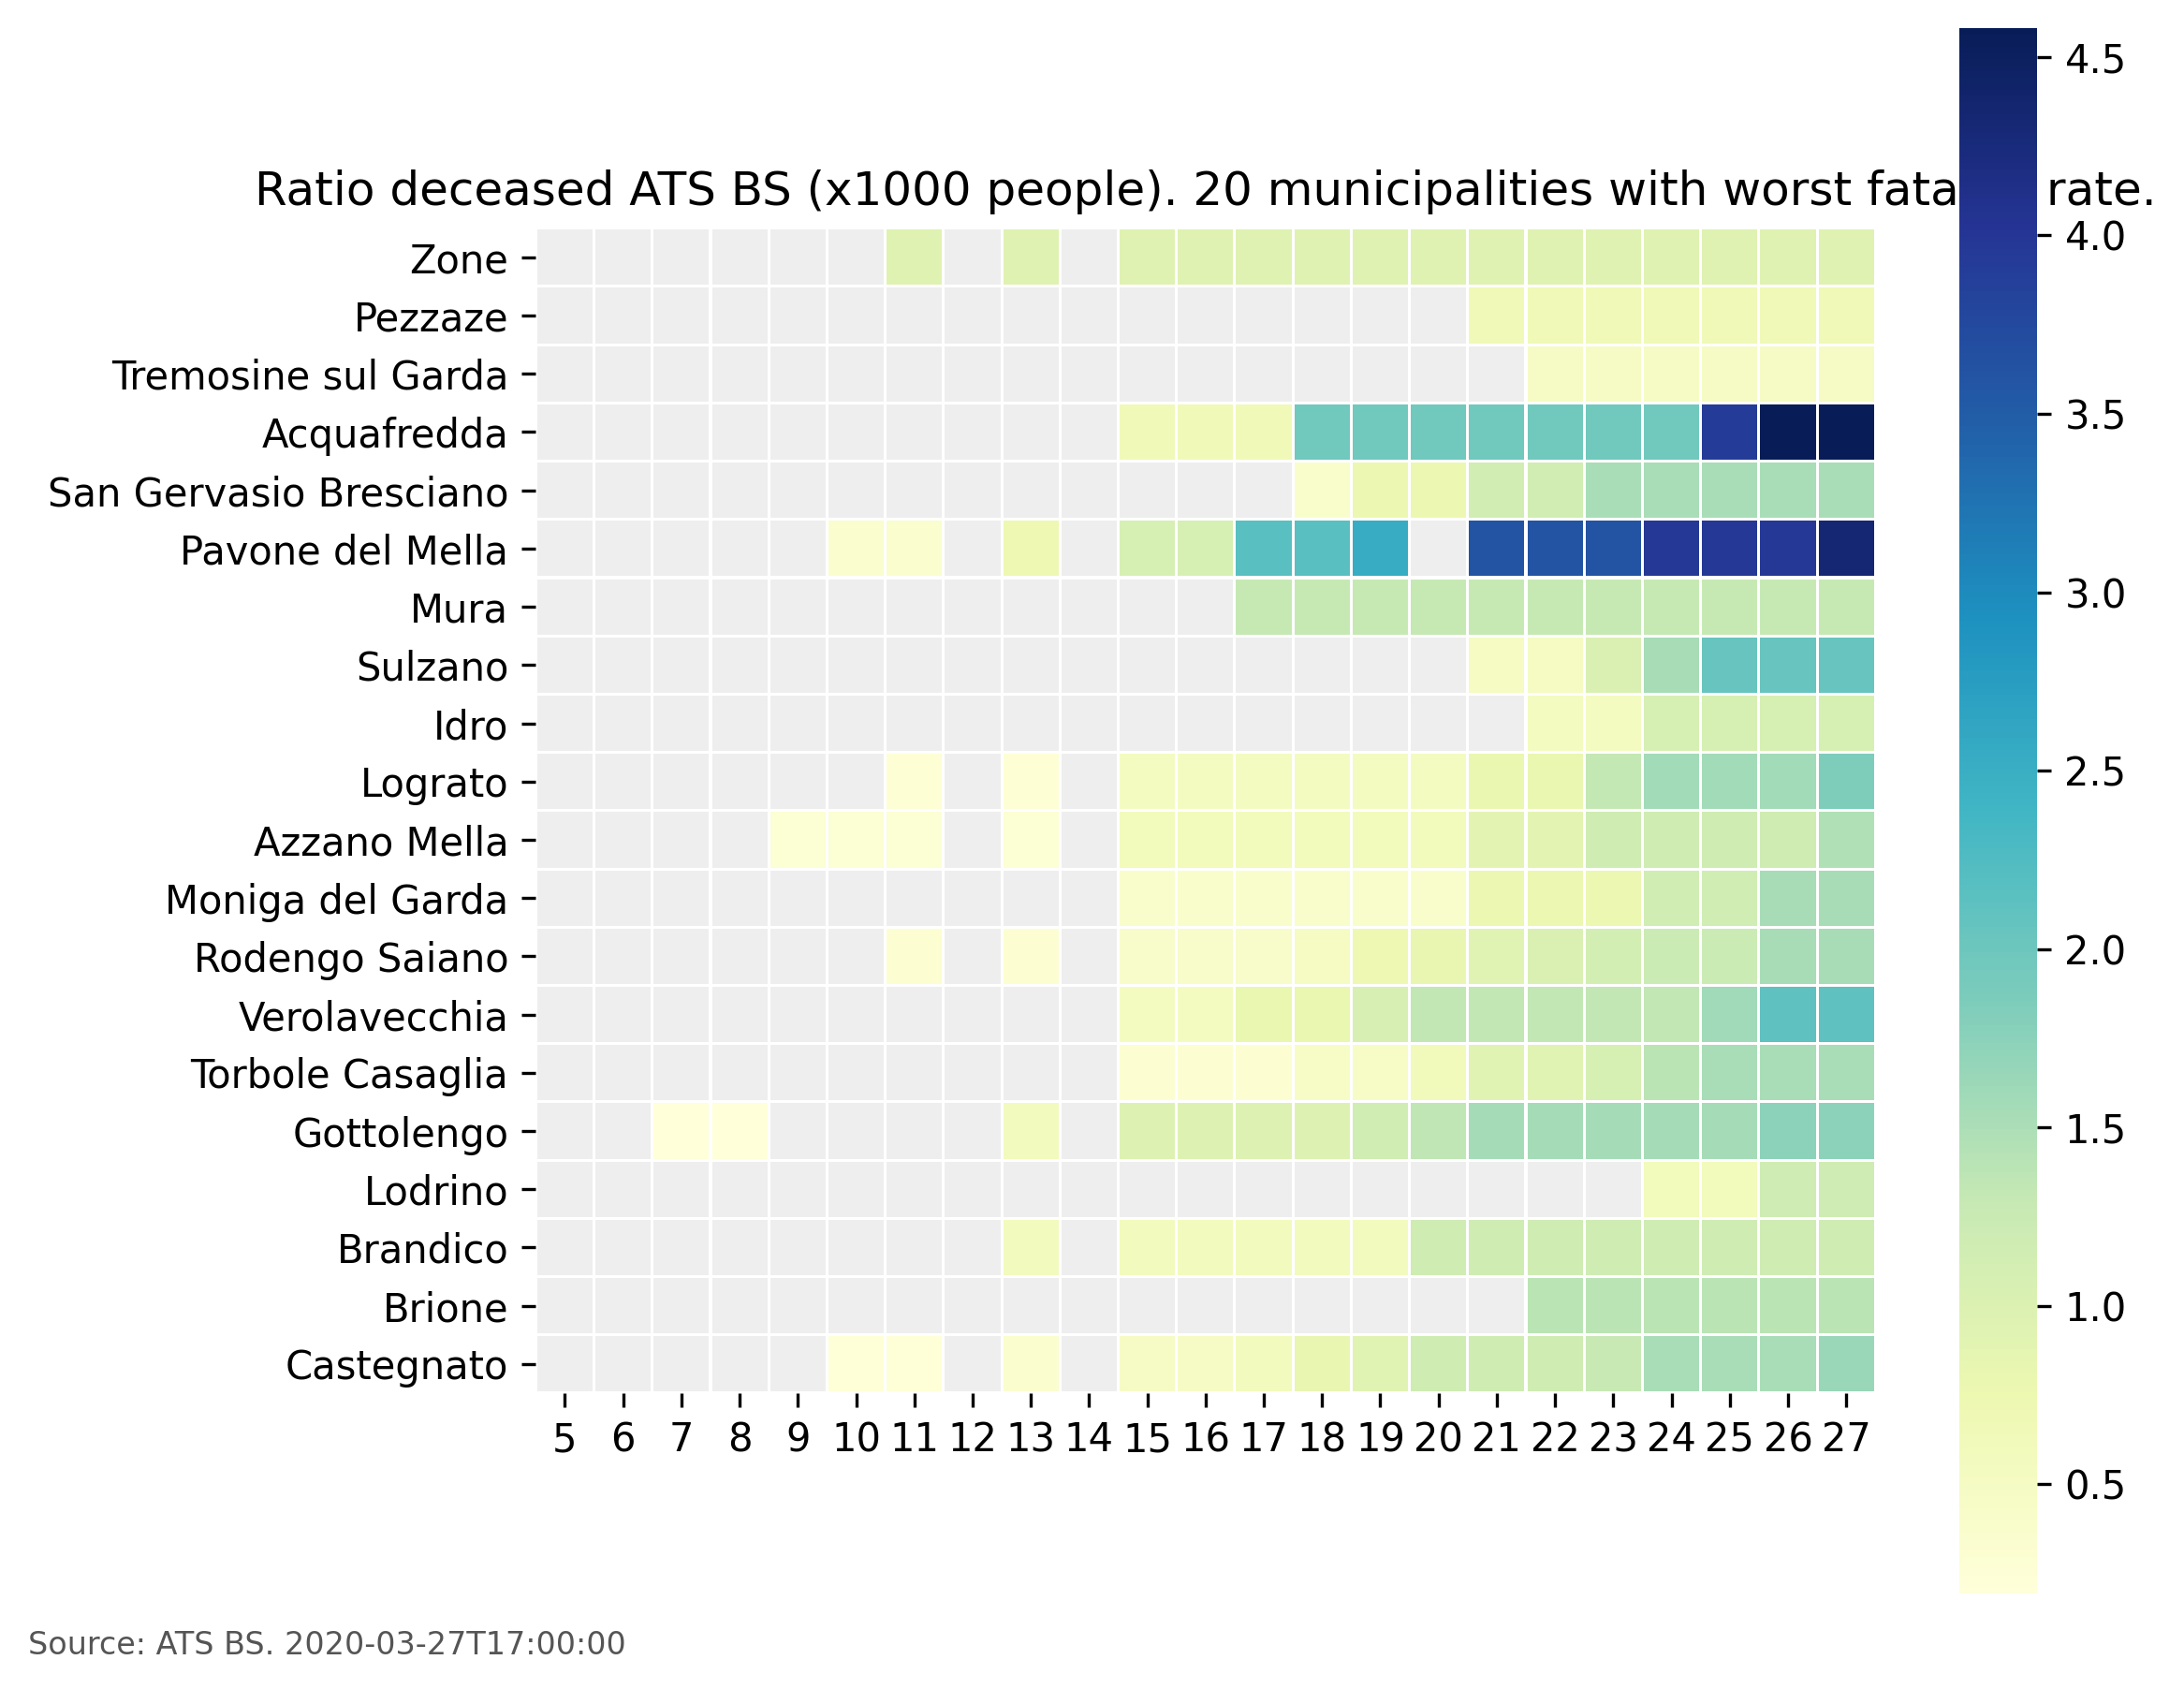 Ratio deceased ATS BS (x1000 people). 20 municipalities with worst fata rate.
Zone
Pezzaze
Tremosine sul Garda
Acquafredda
San Gervasio Bresciano
Pavone del Mella
Mura
Sulzano
Idro
Lograto
Azzano Mella
Moniga del Garda
Rodengo Saiano
Verolavecchia
Torbole Casaglia
Gottolengo
Lodrino
Brandico
Brione
Castegnato
5 6 7 8 9 10 11 12 13 14 15 16 17 18 19 20 21 22 23 24 25 26 27
4.5
4.0
3.5
3.0
2.5
2.0
1.5
1.0
0.5
Source: ATS BS. 2020-03-27T17:00:00